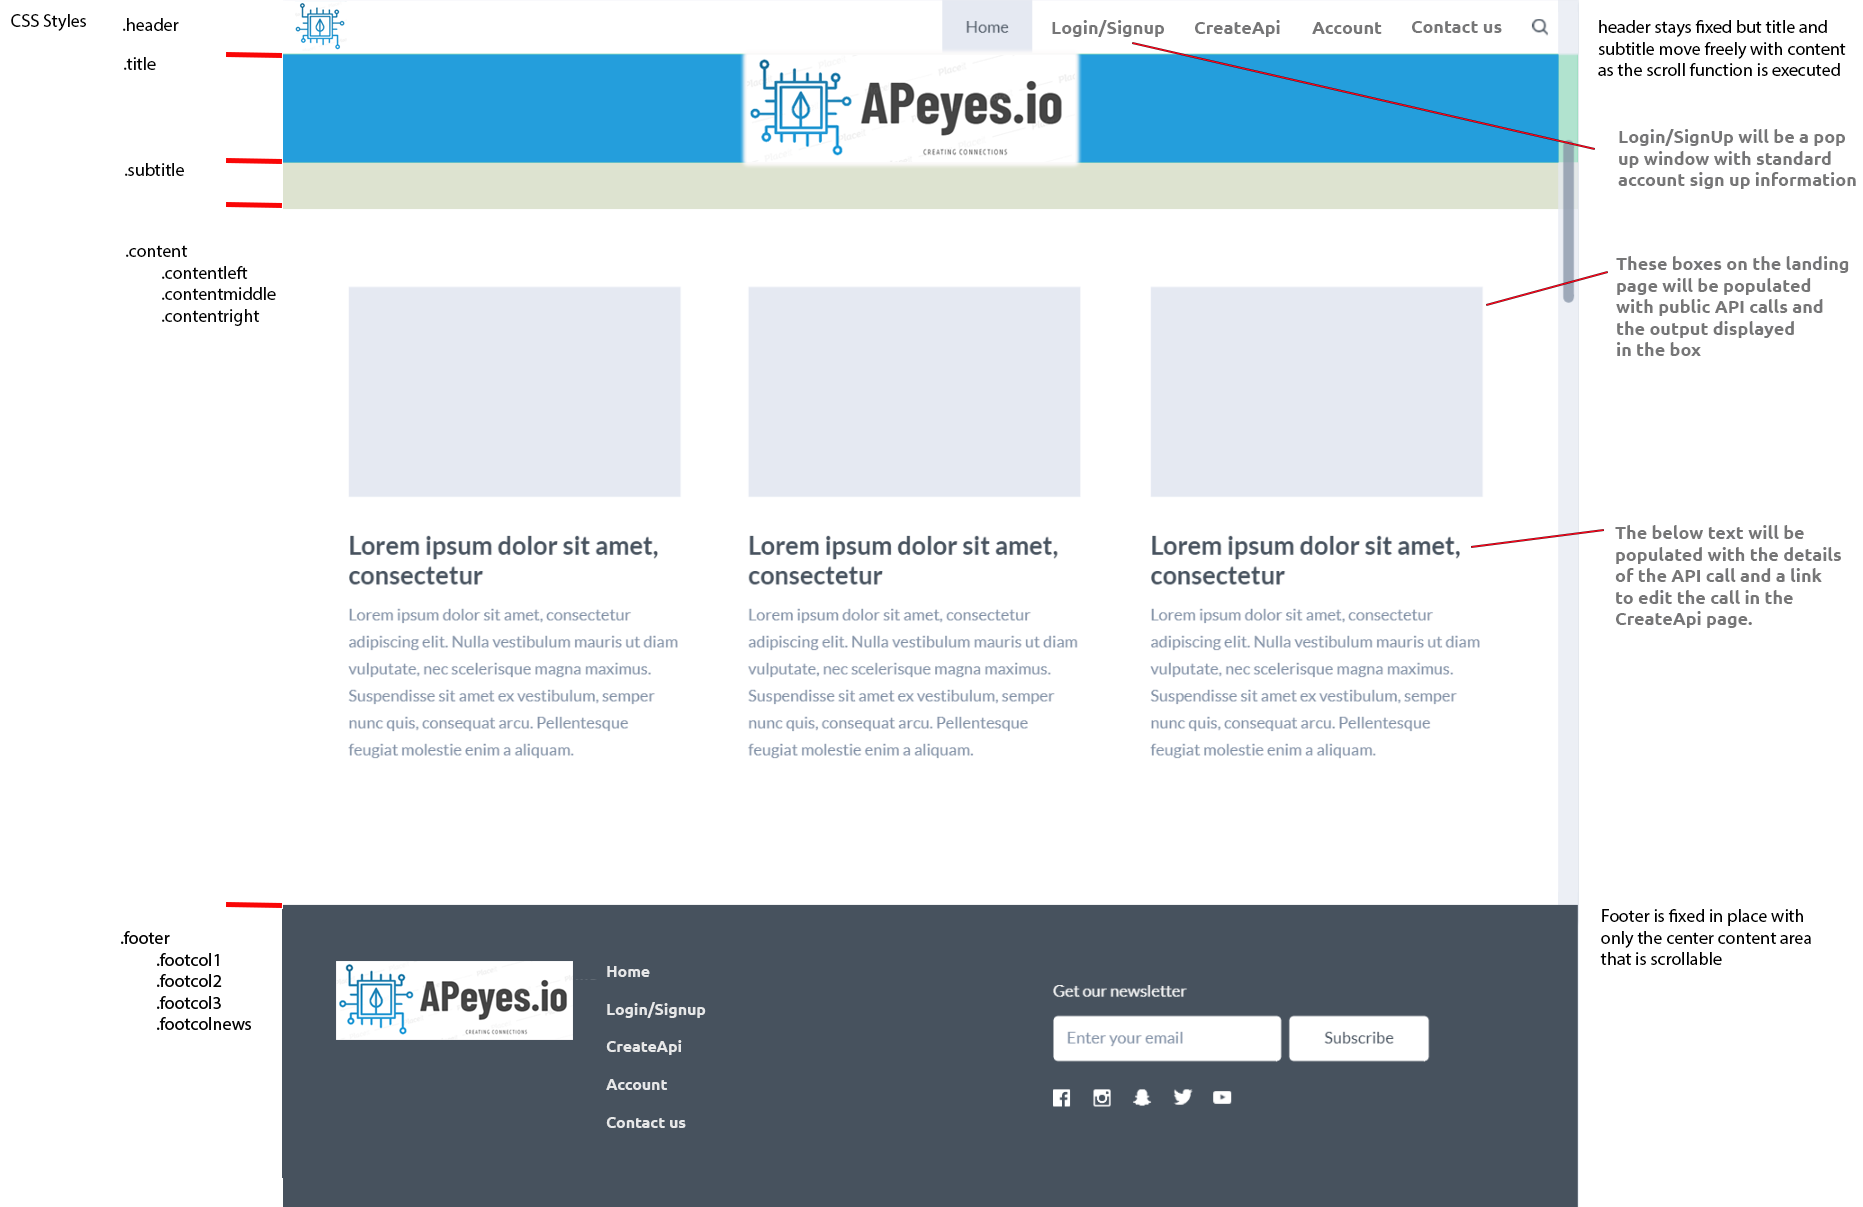 CSS Styles
.header
.title
.subtitle
.content
.contentleft
.contentmiddle
.contentright
.footer
.footcol1
.footcol2
.footcol3
.footcolnews
Home
Login/Signup
CreateApi
Account
Contact us
APeyes.io
CREATING CONNECTIONS
Lorem ipsum dolor sit amet,
consectetur
Lorem ipsum dolor sit amet, consectetur
adipiscing elit. Nulla vestibulum mauris ut diam
vulputate, nec scelerisque magna maximus.
Suspendisse sit amet ex vestibulum, semper
nunc quis, consequat arcu. Pellentesque
feugiat molestie enim a aliquam.
Lorem ipsum dolor sit amet,
consectetur
Lorem ipsum dolor sit amet, consectetur
adipiscing elit. Nulla vestibulum mauris ut diam
vulputate, nec scelerisque magna maximus.
Suspendisse sit amet ex vestibulum, semper
nunc quis, consequat arcu. Pellentesque
feugiat molestie enim a aliquam.
Lorem ipsum dolor sit amet,
consectetur
Lorem ipsum dolor sit amet, consectetur
adipiscing elit. Nulla vestibulum mauris ut diam
vulputate, nec scelerisque magna maximus.
Suspendisse sit amet ex vestibulum, semper
nunc quis, consequat arcu. Pellentesque
feugiat molestie enim a aliquam.
APeyes.io
CREATING CONNECTIONS
Home
Login/Signup
CreateApi
Account
Contact us
Get our newsletter
Enter your email
Subscribe
header stays fixed but title and
subtitle move freely with content
as the scroll function is executed
Login/SignUp will be a pop
up window with standard
account sign up information
These boxes on the landing
page will be populated
with public API calls and
the output displayed
in the box
The below text will be
populated with the details
of the API call and a link
to edit the call in the
CreateApi page.
Footer is fixed in place with
only the center content area
that is scrollable